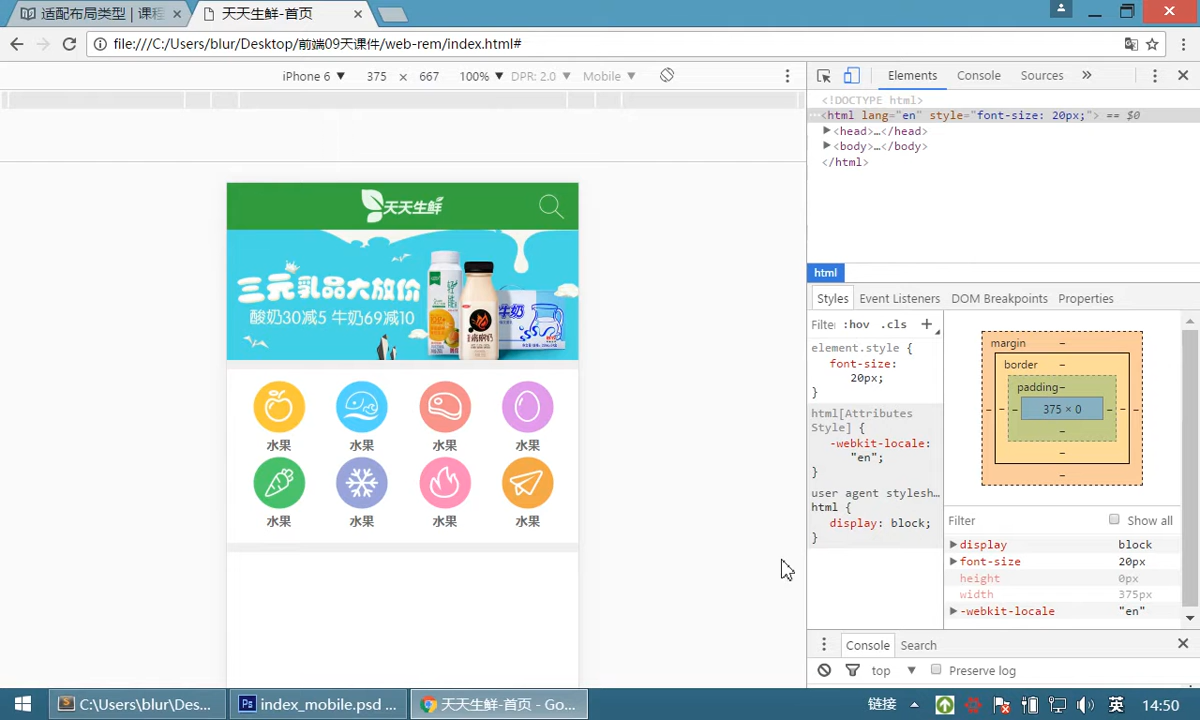 适配布局类型 | 课程
天天生鲜-首页
file:///C:/Users/blur/Desktop/前端09天课件/web-rem/index.html#
iPhone 6 ▼ 375 × 667 100% ▼ DPR: 2.0 ▼ Mobile ▼
Elements Console Sources »
<!DOCTYPE html>
···<html lang="en" style="font-size: 20px;"> == $0
▶<head>…</head>
▶<body>…</body>
</html>
天天生鲜
三元乳品大放价
酸奶30减5 牛奶69减10
水果 水果 水果 水果
水果 水果 水果 水果
html
Styles Event Listeners DOM Breakpoints Properties
Filter :hov .cls +
element.style {
font-size:
20px;
}
html[Attributes
Style] {
-webkit-locale:
"en";
}
user agent stylesh…
html {
display: block;
}
margin –
border –
padding –
375 × 0
Filter Show all
▶display block
▶font-size 20px
height 0px
width 375px
▶-webkit-locale "en"
Console Search
top ▼ Preserve log
C:\Users\blur\Des...
index_mobile.psd ...
天天生鲜-首页 - Go...
链接
英
14:50